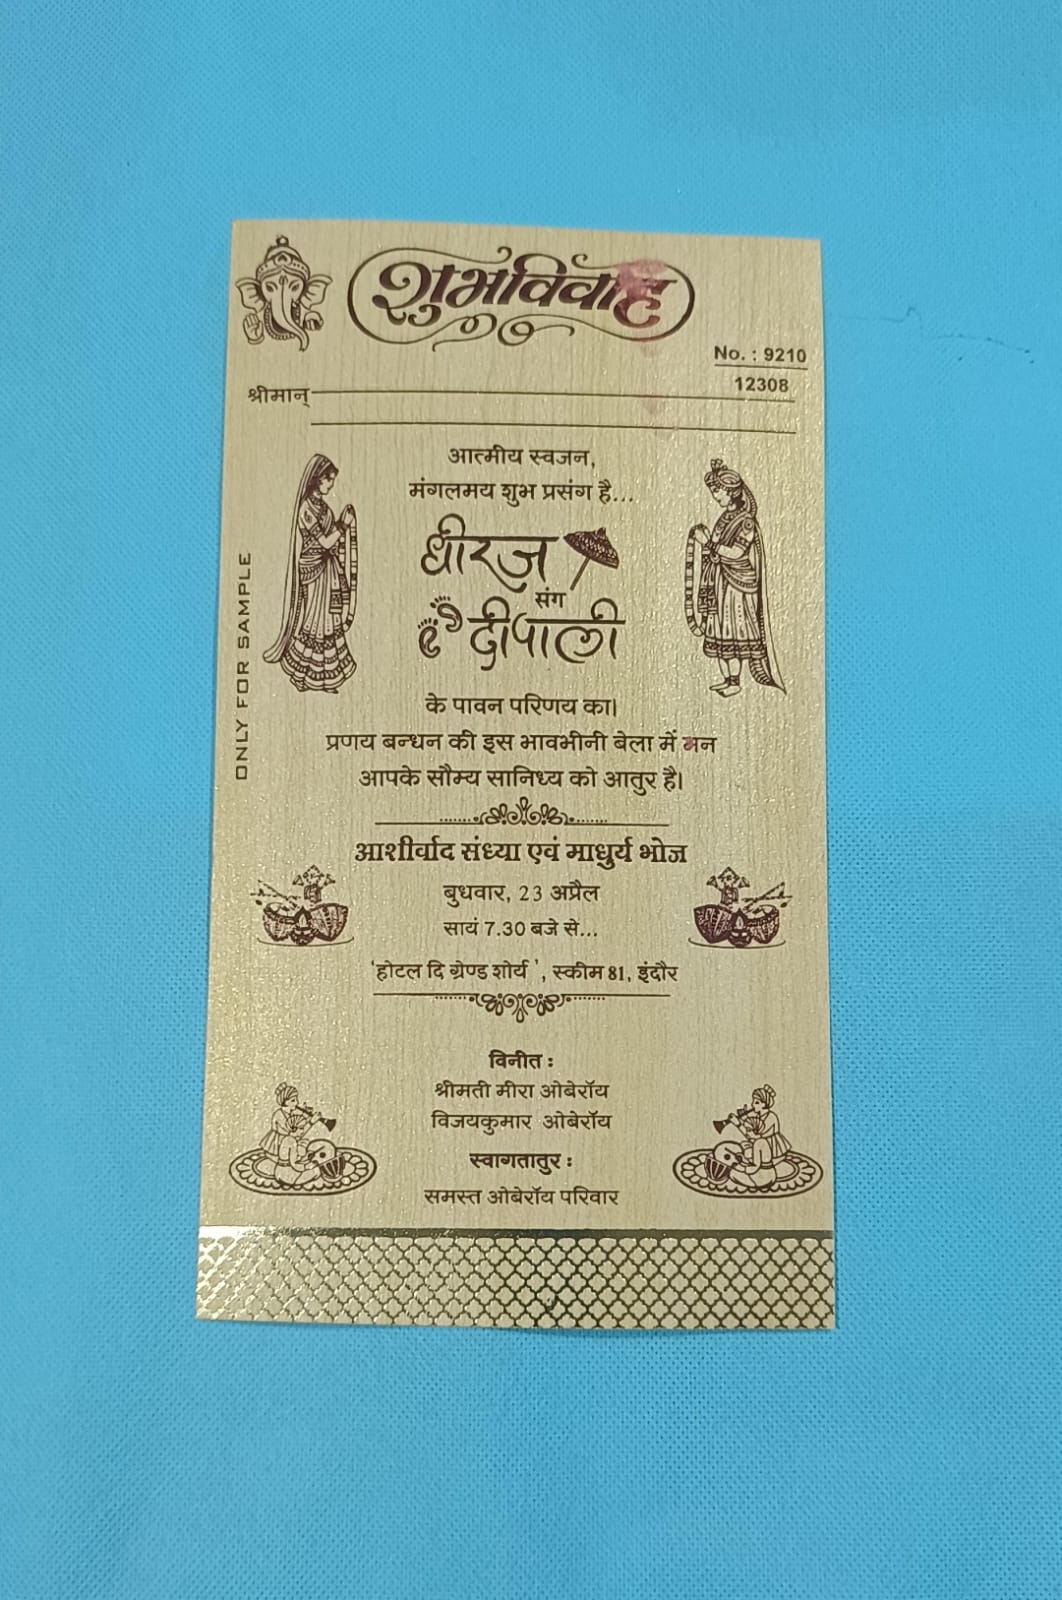 शुभविवाह
No. : 9210
12308
श्रीमान्
आत्मीय स्वजन,
मंगलमय शुभ प्रसंग है...
धीरज
संग
दीपाली
के पावन परिणय का।
प्रणय बन्धन की इस भावभीनी बेला में मन
आपके सौम्य सानिध्य को आतुर है।
आशीर्वाद संध्या एवं माधुर्य भोज
बुधवार, 23 अप्रैल
सायं 7.30 बजे से...
'होटल दि ग्रेण्ड शोर्य ', स्कीम 81, इंदौर
विनीत :
श्रीमती मीरा ओबेरॉय
विजयकुमार ओबेरॉय
स्वागतातुर :
समस्त ओबेरॉय परिवार
ONLY FOR SAMPLE